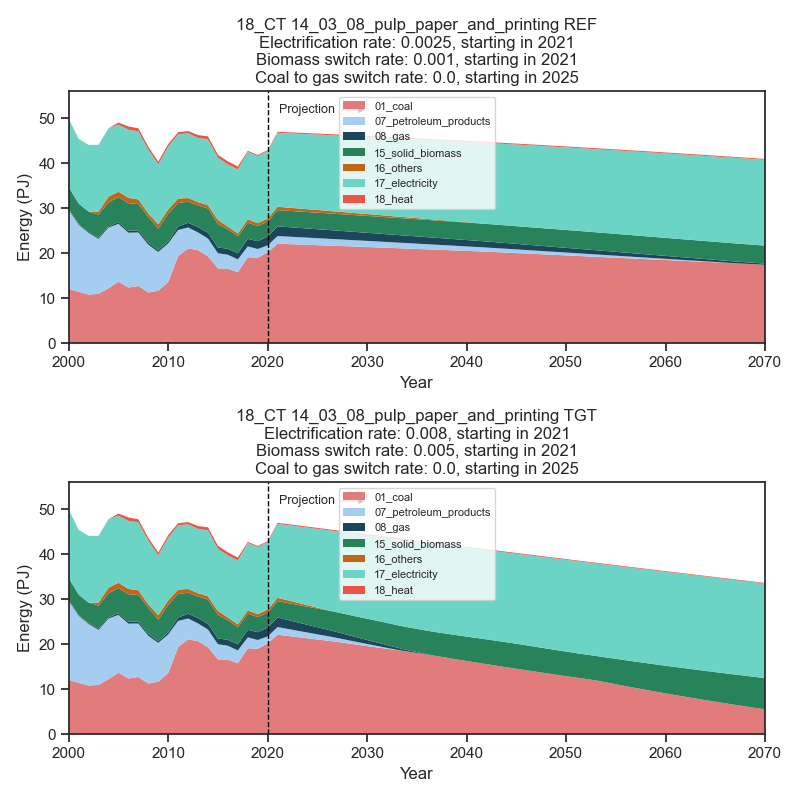 18_CT 14_03_08_pulp_paper_and_printing REF
Electrification rate: 0.0025, starting in 2021
Biomass switch rate: 0.001, starting in 2021
Coal to gas switch rate: 0.0, starting in 2025
Projection
01_coal
07_petroleum_products
08_gas
15_solid_biomass
16_others
17_electricity
18_heat
Energy (PJ)
50
40
30
20
10
0
2000 2010 2020 2030 2040 2050 2060 2070
Year
18_CT 14_03_08_pulp_paper_and_printing TGT
Electrification rate: 0.008, starting in 2021
Biomass switch rate: 0.005, starting in 2021
Coal to gas switch rate: 0.0, starting in 2025
Projection
01_coal
07_petroleum_products
08_gas
15_solid_biomass
16_others
17_electricity
18_heat
Energy (PJ)
50
40
30
20
10
0
2000 2010 2020 2030 2040 2050 2060 2070
Year